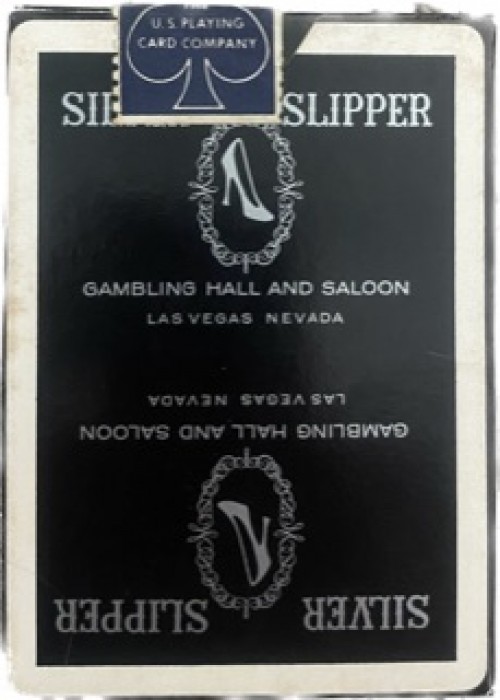 U.S. PLAYING
CARD COMPANY
SLIPPER
GAMBLING HALL AND SALOON
LAS VEGAS NEVADA
SILVER SLIPPER
GAMBLING HALL AND SALOON
LAS VEGAS NEVADA